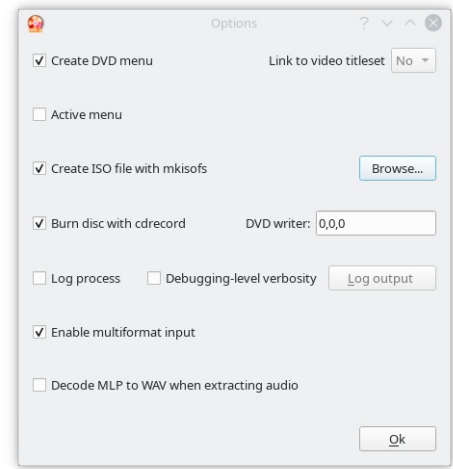 Options
Create DVD menu Link to video titleset No
Active menu
Create ISO file with mkisofs Browse...
Burn disc with cdrecord DVD writer: 0,0,0
Log process Debugging-level verbosity Log output
Enable multiformat input
Decode MLP to WAV when extracting audio
Ok